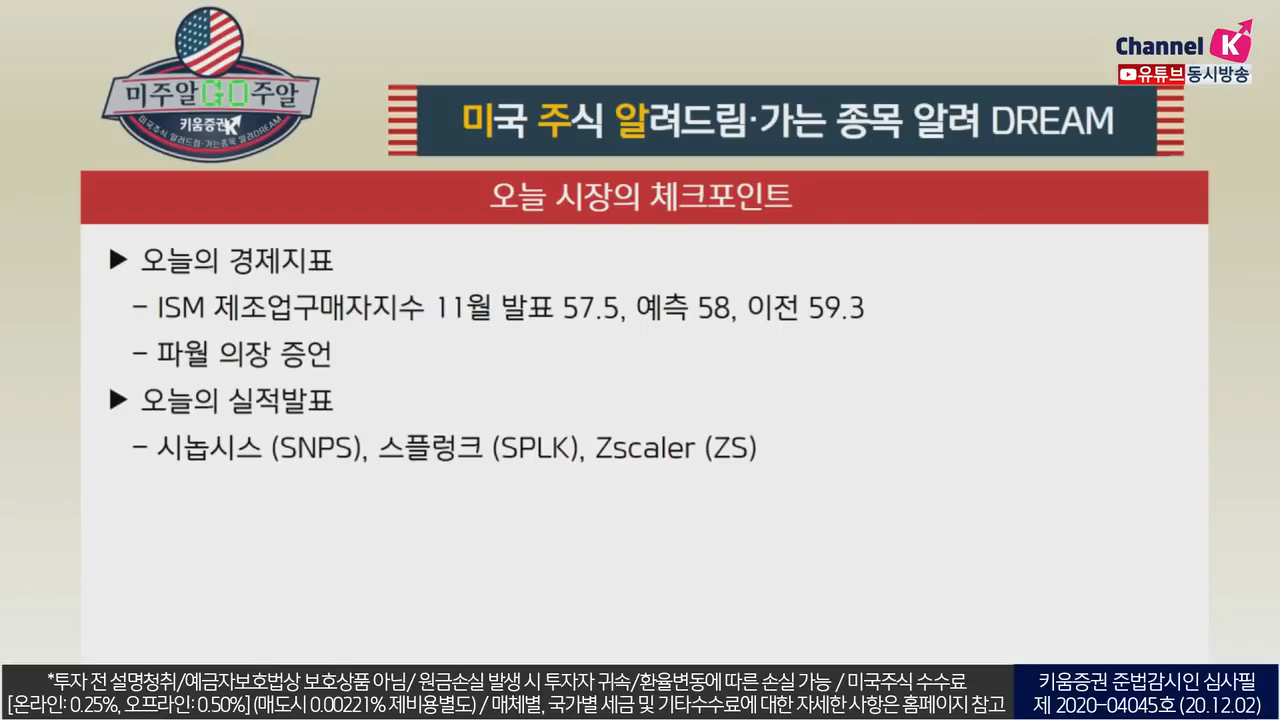 미주알GO주알
키움증권K
미국주식 알려드림·가는종목 알려DREAM
Channel K
유튜브동시방송
미국 주식 알려드림·가는 종목 알려 DREAM
오늘 시장의 체크포인트
▶ 오늘의 경제지표
– ISM 제조업구매자지수 11월 발표 57.5, 예측 58, 이전 59.3
– 파월 의장 증언
▶ 오늘의 실적발표
– 시놉시스 (SNPS), 스플렁크 (SPLK), Zscaler (ZS)
*투자 전 설명청취/예금자보호법상 보호상품 아님/ 원금손실 발생 시 투자자 귀속/환율변동에 따른 손실 가능 / 미국주식 수수료
[온라인: 0.25%, 오프라인: 0.50%] (매도시 0.00221% 제비용별도) / 매체별, 국가별 세금 및 기타수수료에 대한 자세한 사항은 홈페이지 참고
키움증권 준법감시인 심사필
제 2020-04045호 (20.12.02)